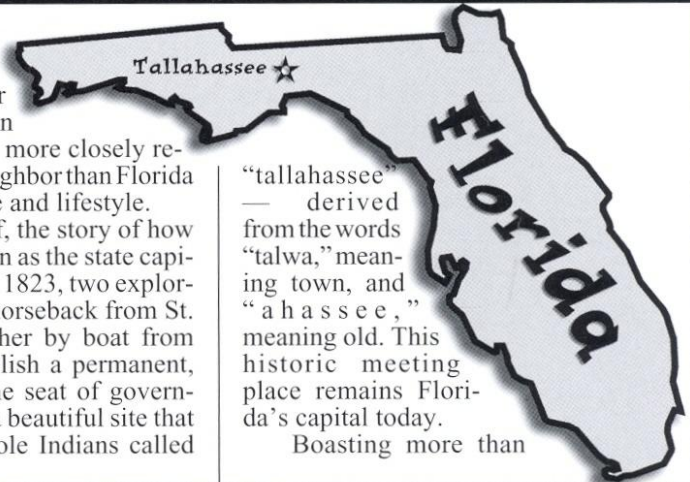 Tallahassee
Florida
r
n
more closely re-
ghbor than Florida
e and lifestyle.
f, the story of how
n as the state capi-
1823, two explor-
orseback from St.
her by boat from
lish a permanent,
e seat of govern-
beautiful site that
ole Indians called
“tallahassee”
— derived
from the words
“talwa,” mean-
ing town, and
“ahassee,”
meaning old. This
historic meeting
place remains Flori-
da’s capital today.
Boasting more than